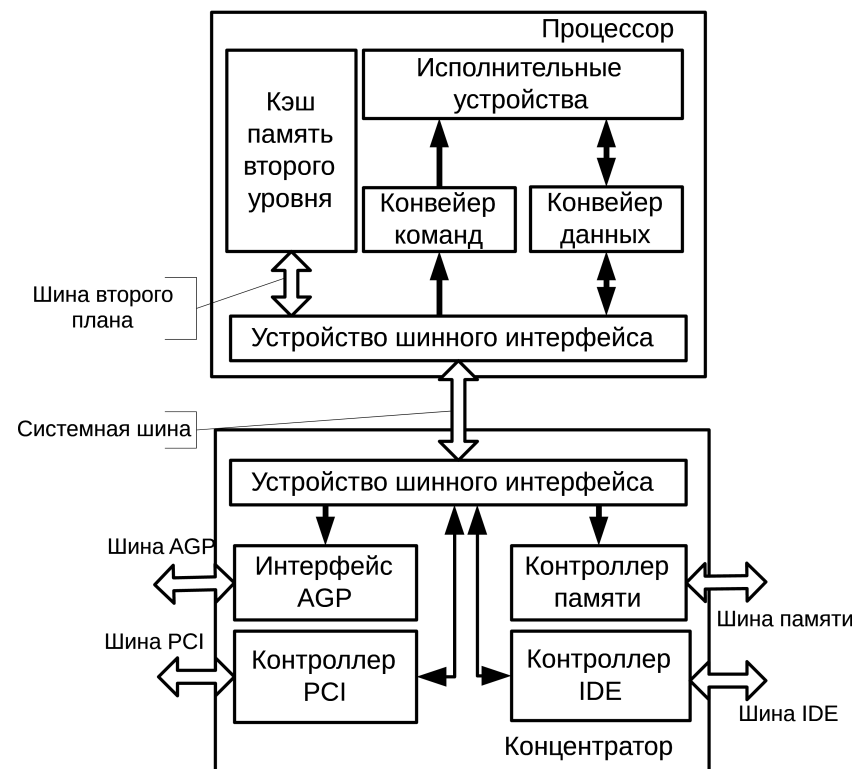 Процессор
Кэш
память
второго
уровня
Исполнительные
устройства
Конвейер
команд
Конвейер
данных
Шина второго
плана
Устройство шинного интерфейса
Системная шина
Устройство шинного интерфейса
Шина AGP
Интерфейс
AGP
Контроллер
памяти
Шина памяти
Шина PCI
Контроллер
PCI
Контроллер
IDE
Шина IDE
Концентратор